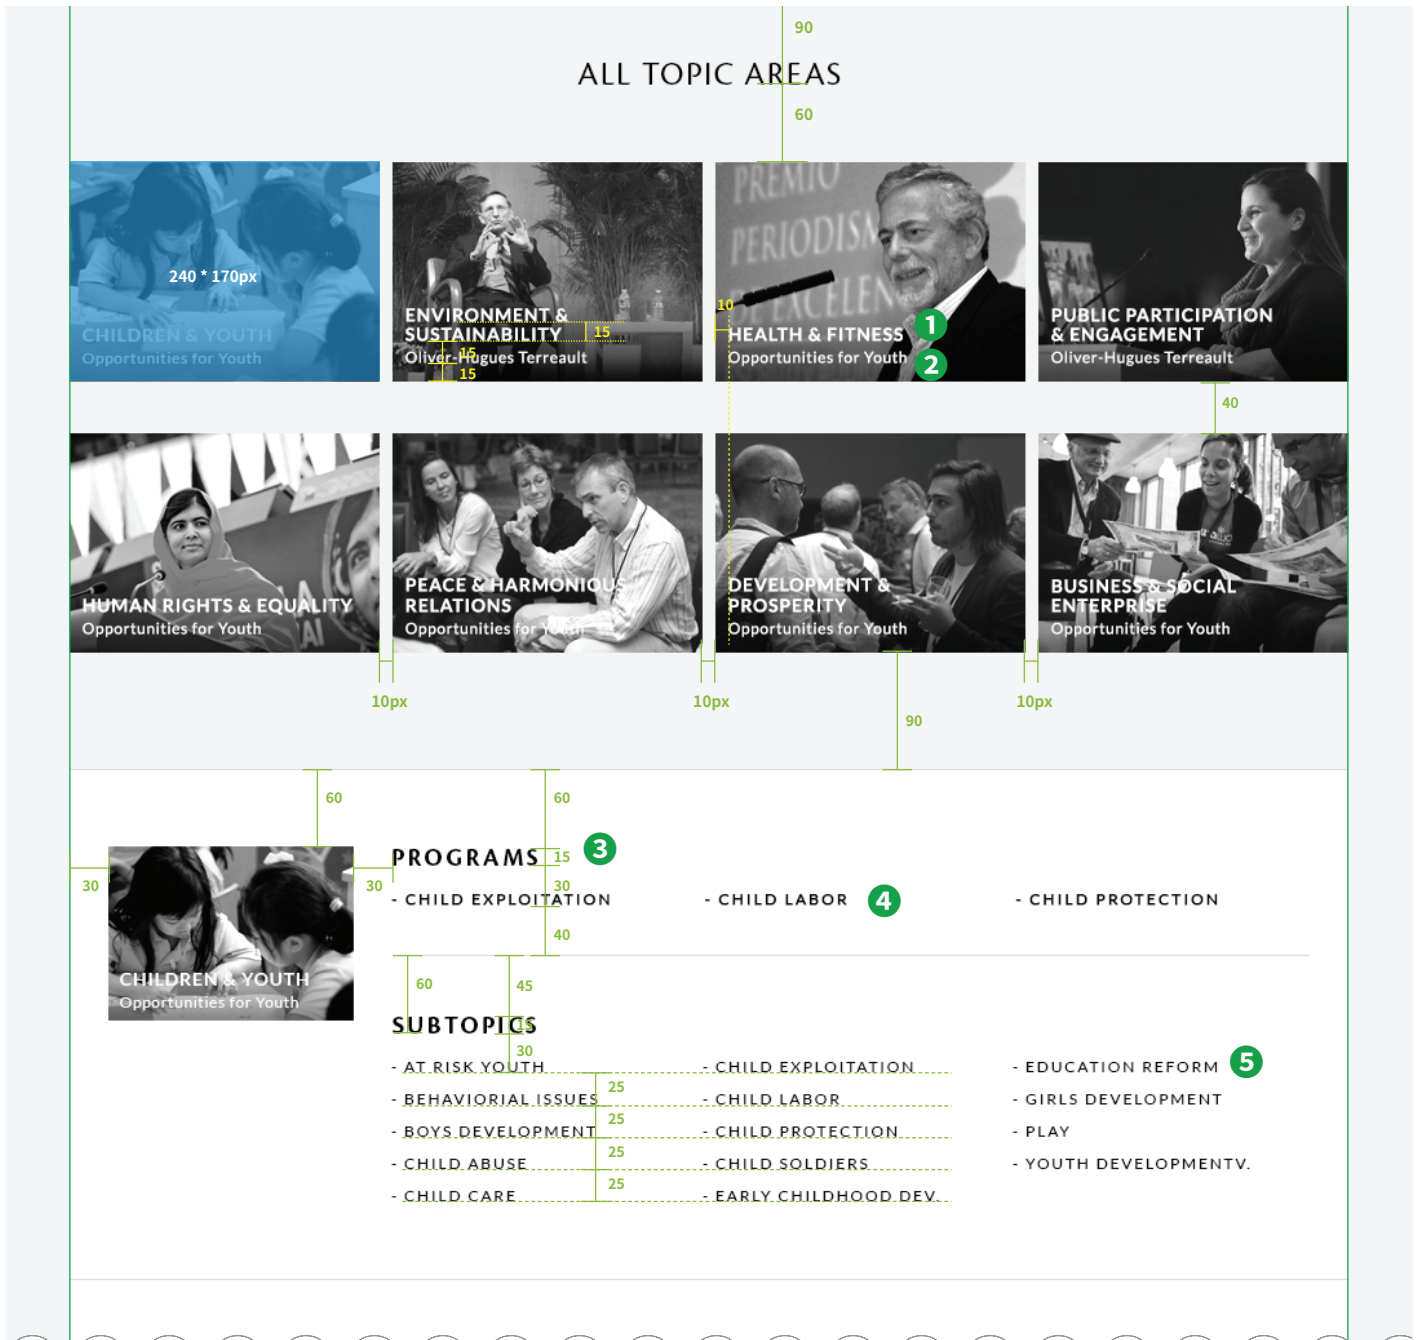 90
ALL TOPIC AREAS
60
240 * 170px
CHILDREN & YOUTH
Opportunities for Youth
ENVIRONMENT &
SUSTAINABILITY
15
Oliver-Hugues Terreault
15
15
PREMIO
PERIODISM
DE EXCELEN
10
HEALTH & FITNESS
1
Opportunities for Youth
2
PUBLIC PARTICIPATION
& ENGAGEMENT
Oliver-Hugues Terreault
40
HUMAN RIGHTS & EQUALITY
Opportunities for Youth
PEACE & HARMONIOUS
RELATIONS
Opportunities for Youth
DEVELOPMENT &
PROSPERITY
Opportunities for Youth
BUSINESS & SOCIAL
ENTERPRISE
Opportunities for Youth
10px
10px
10px
90
60
60
30
30
CHILDREN & YOUTH
Opportunities for Youth
PROGRAMS
15
3
30
- CHILD EXPLOITATION
- CHILD LABOR
4
- CHILD PROTECTION
40
60
45
SUBTOPICS
15
30
- AT RISK YOUTH
- CHILD EXPLOITATION
- EDUCATION REFORM
5
25
- BEHAVIORIAL ISSUES
- CHILD LABOR
- GIRLS DEVELOPMENT
25
- BOYS DEVELOPMENT
- CHILD PROTECTION
- PLAY
25
- CHILD ABUSE
- CHILD SOLDIERS
- YOUTH DEVELOPMENTV.
25
- CHILD CARE
- EARLY CHILDHOOD DEV.